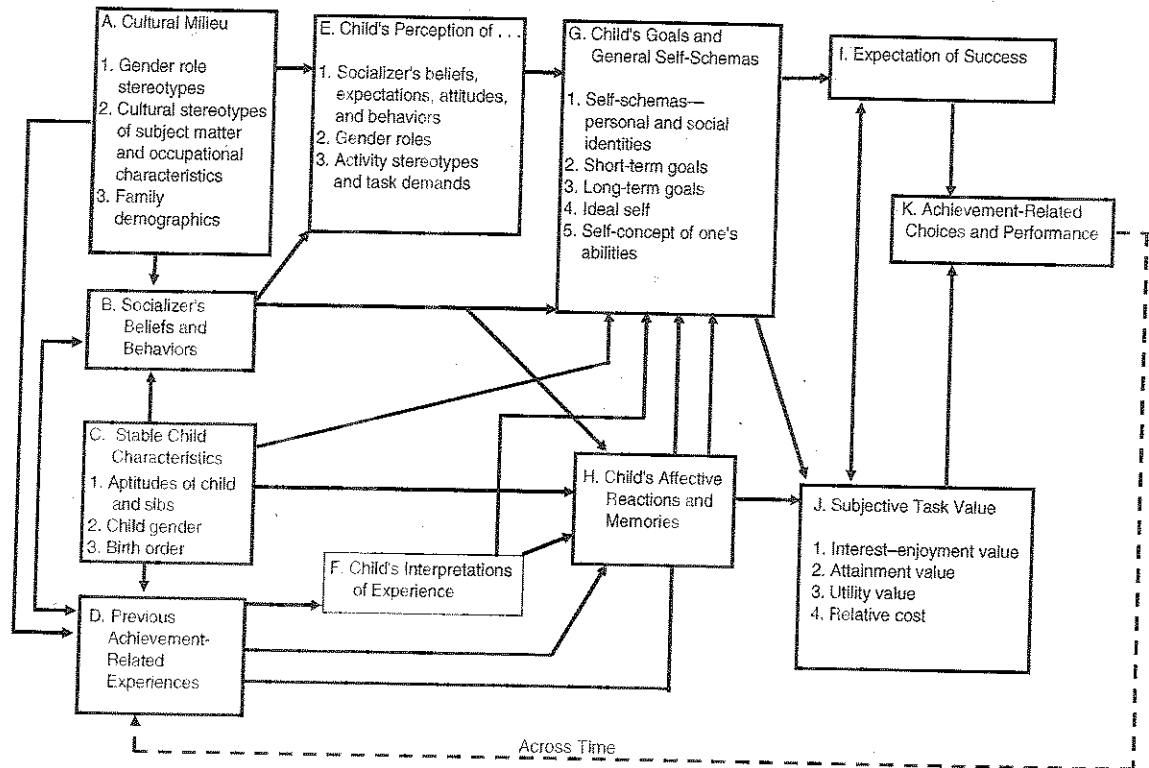 A. Cultural Milieu
1. Gender role
stereotypes
2. Cultural stereotypes
of subject matter
and occupational
characteristics
3. Family
demographics
E. Child's Perception of . . .
1. Socializer's beliefs,
expectations, attitudes,
and behaviors
2. Gender roles
3. Activity stereotypes
and task demands
G. Child's Goals and
General Self-Schemas
1. Self-schemas—
personal and social
identities
2. Short-term goals
3. Long-term goals
4. Ideal self
5. Self-concept of one's
abilities
I. Expectation of Success
K. Achievement-Related
Choices and Performance
B. Socializer's
Beliefs and
Behaviors
C. Stable Child
Characteristics
1. Aptitudes of child
and sibs
2. Child gender
3. Birth order
H. Child's Affective
Reactions and
Memories
J. Subjective Task Value
1. Interest–enjoyment value
2. Attainment value
3. Utility value
4. Relative cost
F. Child's Interpretations
of Experience
D. Previous
Achievement-
Related
Experiences
Across Time